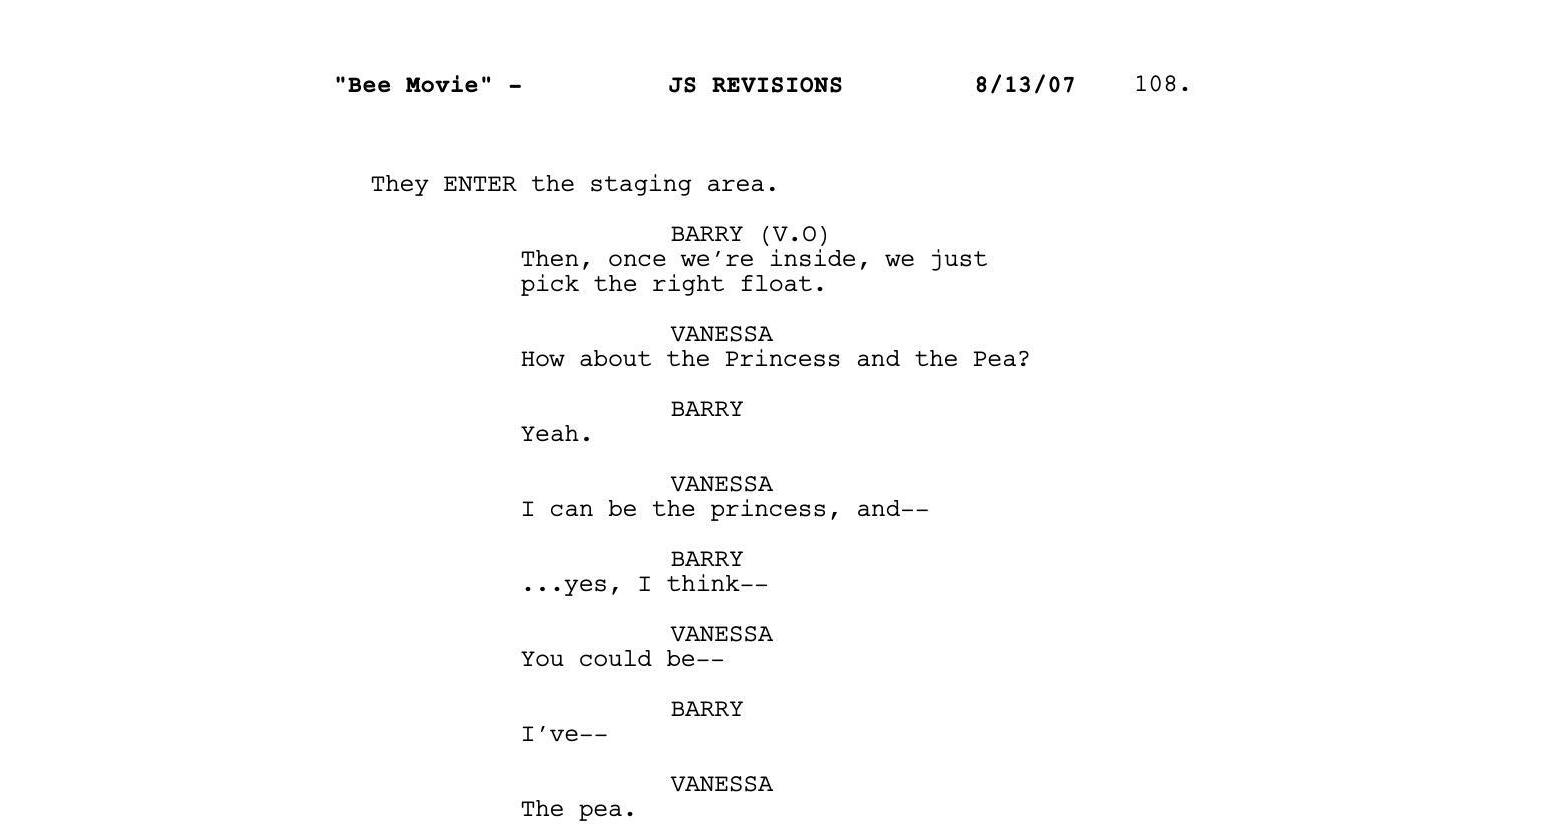 "Bee Movie" - JS REVISIONS 8/13/07 108.
They ENTER the staging area.
BARRY (V.O)
Then, once we're inside, we just
pick the right float.
VANESSA
How about the Princess and the Pea?
BARRY
Yeah.
VANESSA
I can be the princess, and--
BARRY
...yes, I think--
VANESSA
You could be--
BARRY
I've--
VANESSA
The pea.